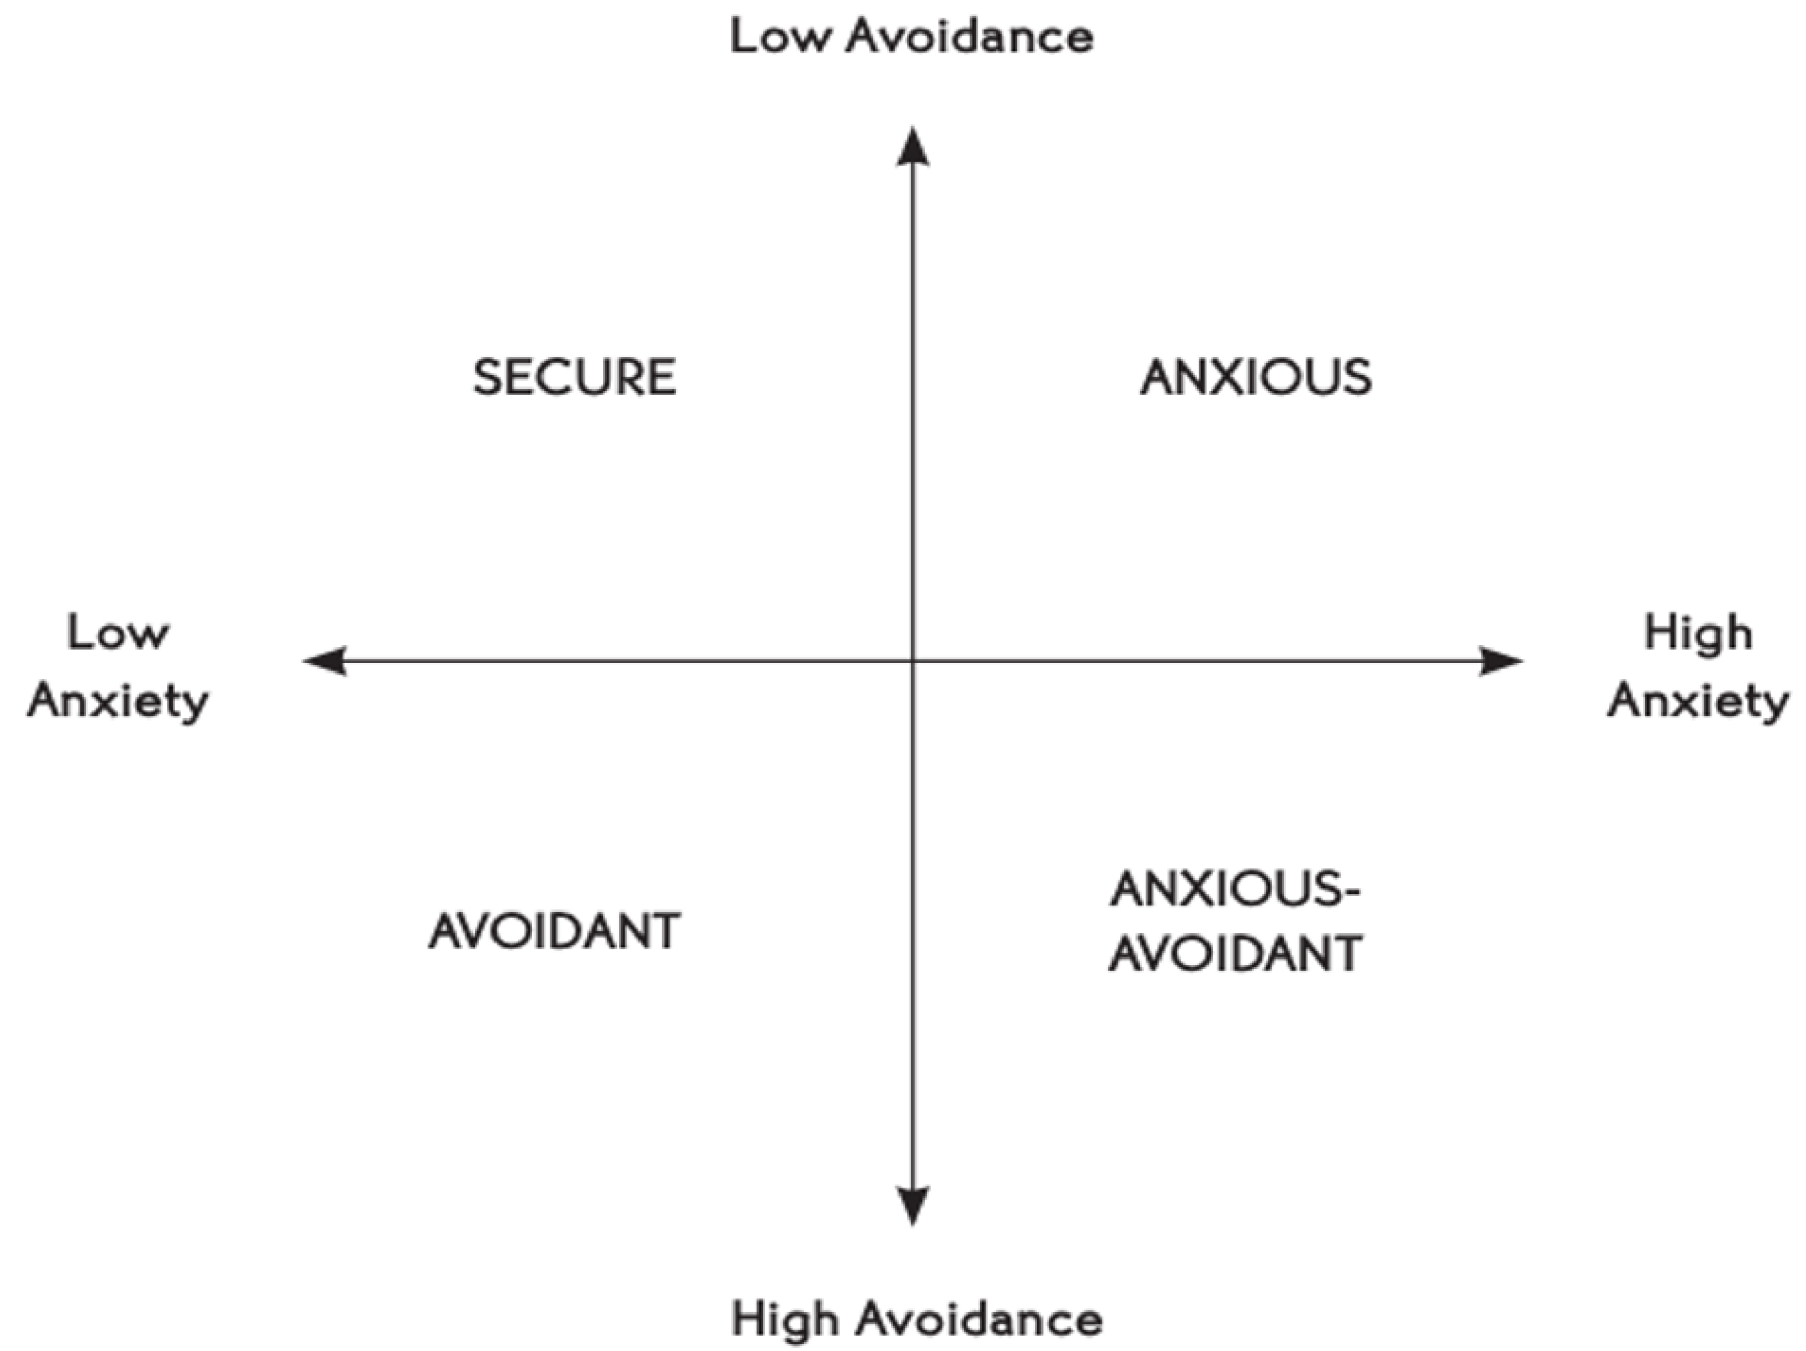 Low Avoidance
SECURE
ANXIOUS
Low
Anxiety
High
Anxiety
AVOIDANT
ANXIOUS-
AVOIDANT
High Avoidance